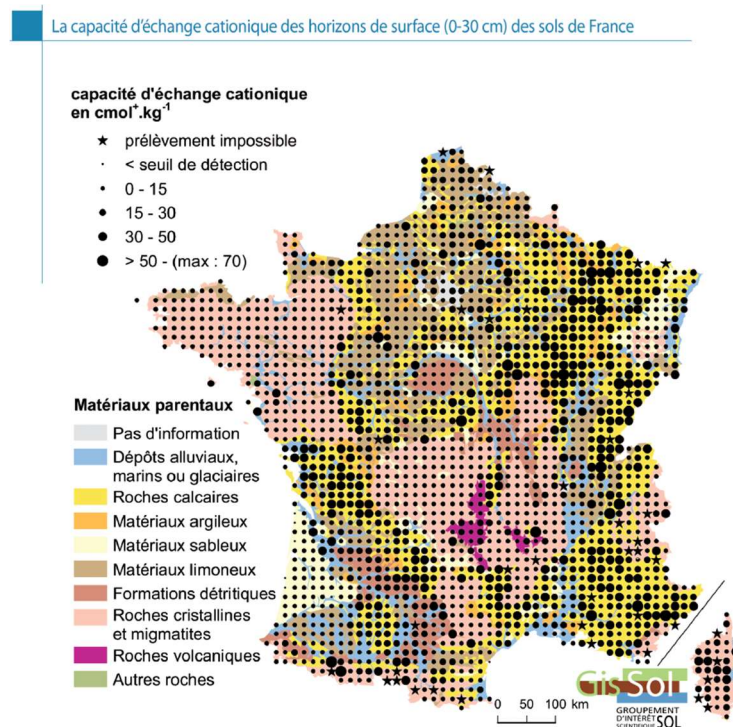 La capacité d'échange cationique des horizons de surface (0-30 cm) des sols de France
capacité d'échange cationique
en cmol⁺.kg⁻¹
prélèvement impossible
< seuil de détection
0 - 15
15 - 30
30 - 50
> 50 - (max : 70)
Matériaux parentaux
Pas d'information
Dépôts alluviaux,
marins ou glaciaires
Roches calcaires
Matériaux argileux
Matériaux sableux
Matériaux limoneux
Formations détritiques
Roches cristallines
et migmatites
Roches volcaniques
Autres roches
0 50 100 km
GisSol
GROUPEMENT
D'INTÉRÊT
SCIENTIFIQUE SOL